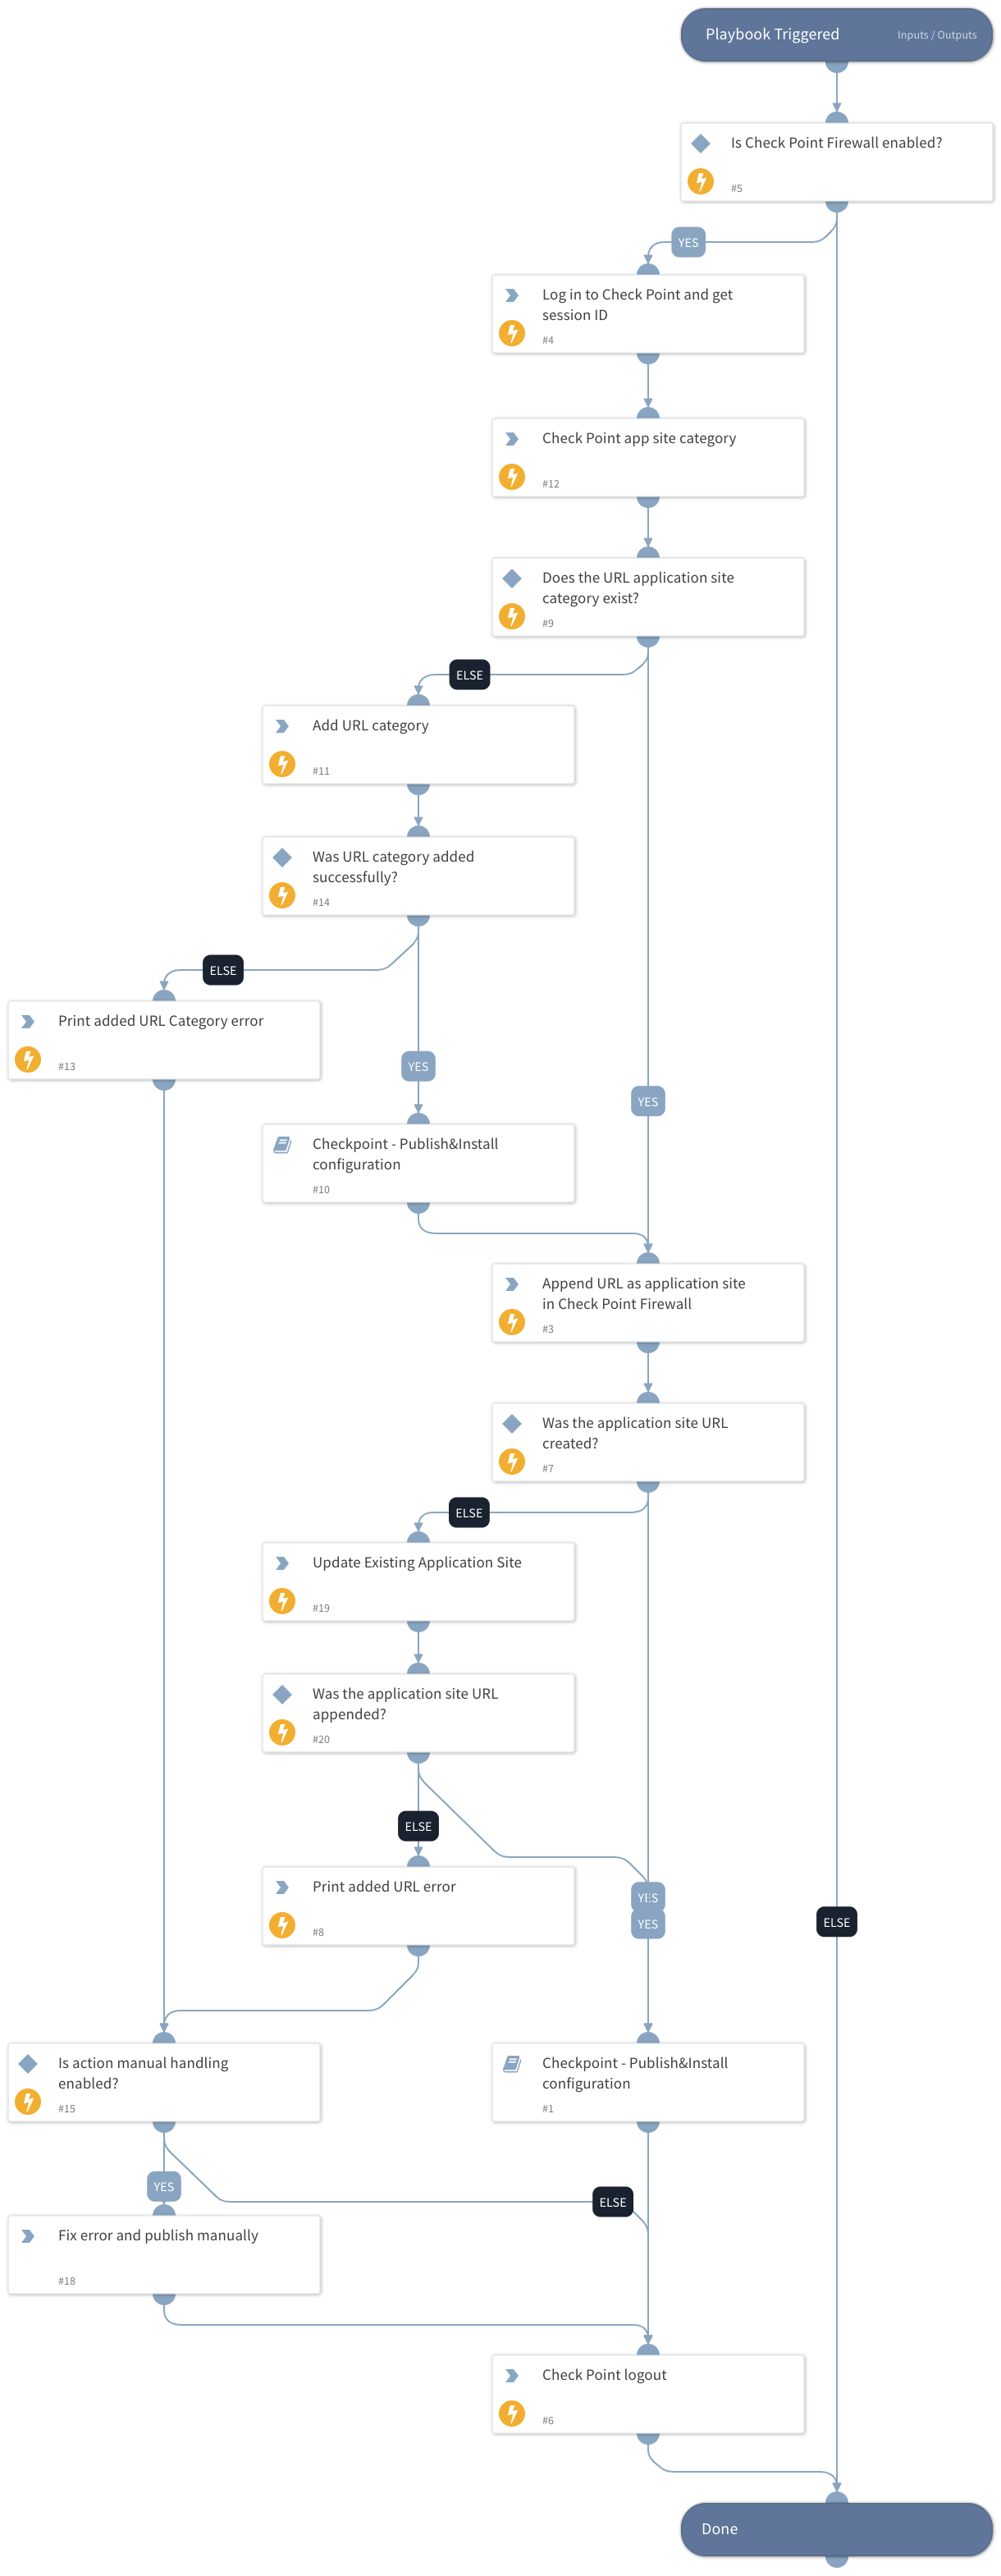 Playbook Triggered
Inputs / Outputs
Is Check Point Firewall enabled?
#5
YES
Log in to Check Point and get
session ID
#4
Check Point app site category
#12
Does the URL application site
category exist?
#9
ELSE
Add URL category
#11
Was URL category added
successfully?
#14
ELSE
Print added URL Category error
#13
YES
YES
Checkpoint - Publish&Install
configuration
#10
Append URL as application site
in Check Point Firewall
#3
Was the application site URL
created?
#7
ELSE
Update Existing Application Site
#19
Was the application site URL
appended?
#20
ELSE
Print added URL error
#8
YES
YES
ELSE
Is action manual handling
enabled?
#15
Checkpoint - Publish&Install
configuration
#1
YES
ELSE
Fix error and publish manually
#18
Check Point logout
#6
Done